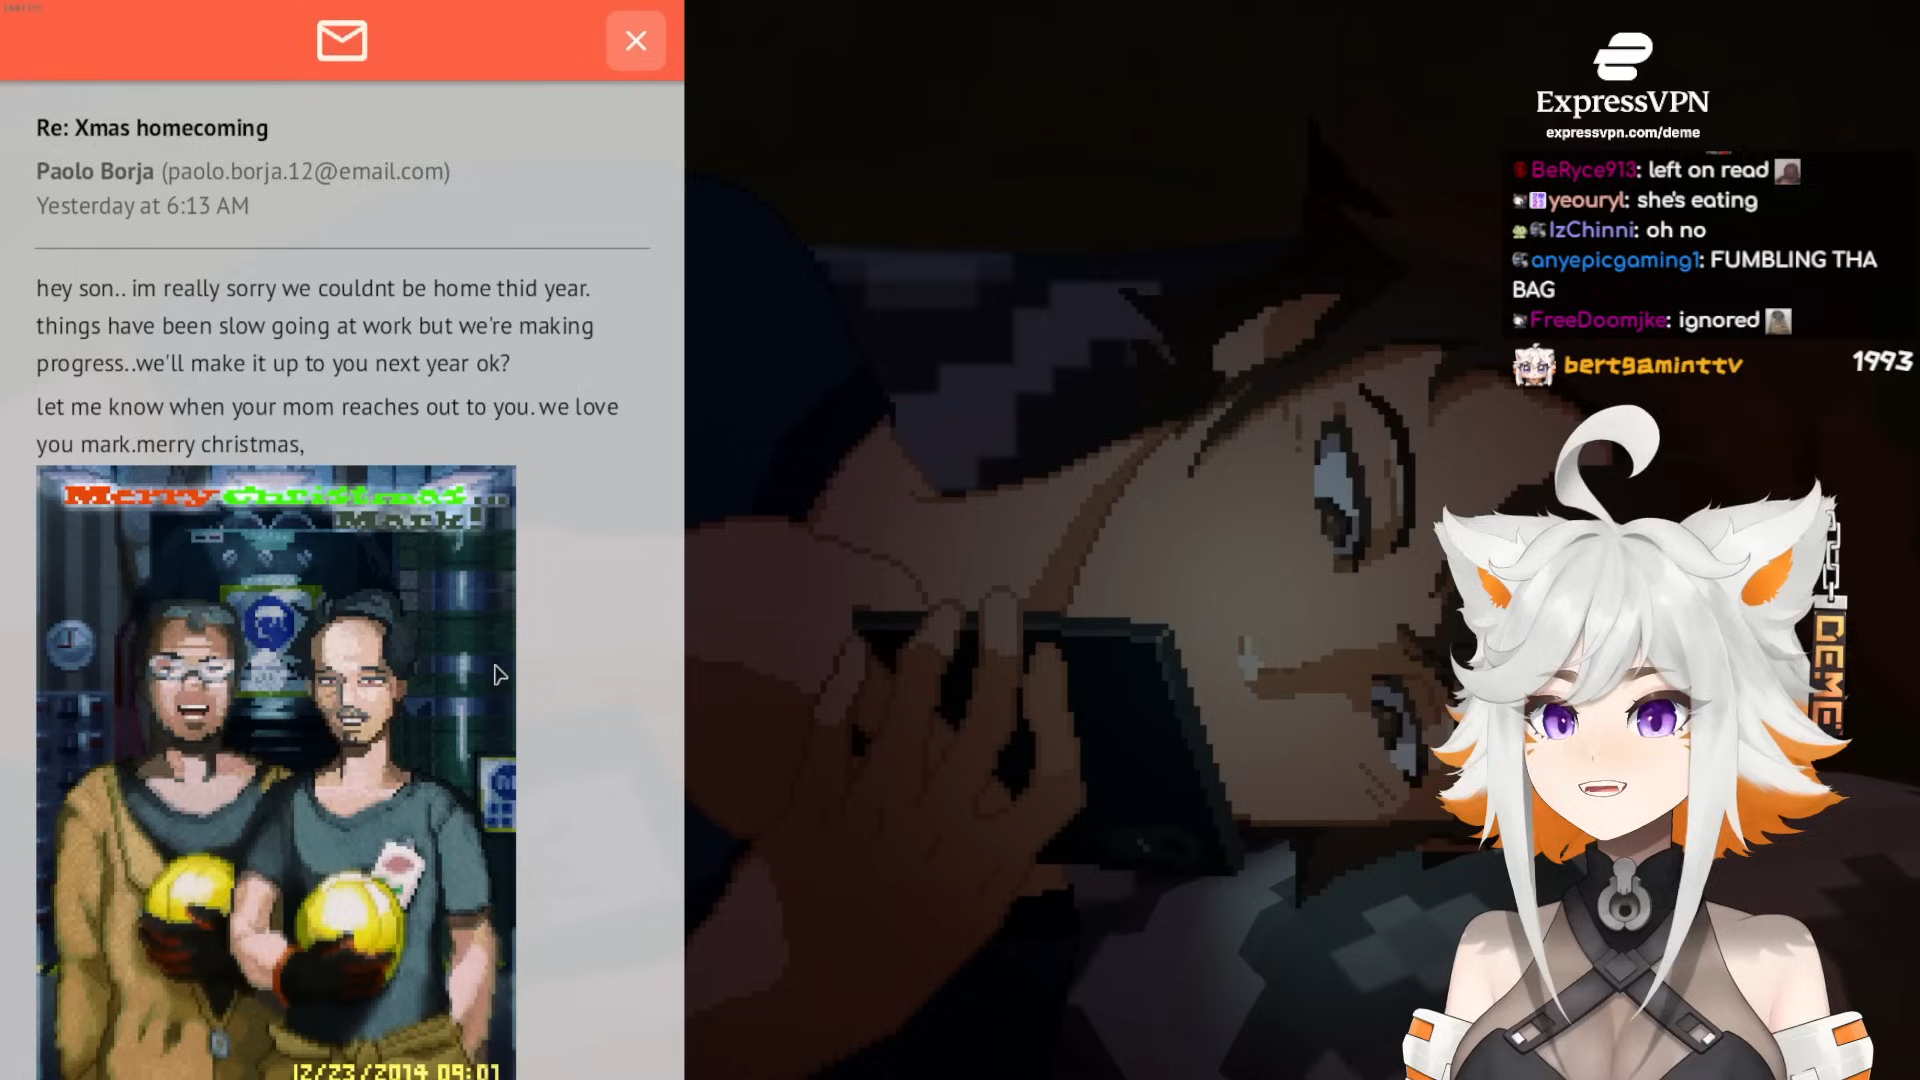 Re: Xmas homecoming
Paolo Borja (paolo.borja.12@email.com)
Yesterday at 6:13 AM
hey son.. im really sorry we couldnt be home thid year.
things have been slow going at work but we're making
progress..we'll make it up to you next year ok?
let me know when your mom reaches out to you.we love
you mark.merry christmas,
Merry Christmas...
Mark!
12/23/2014 09:01
ExpressVPN
expressvpn.com/deme
BeRyce913: left on read
yeouryl: she's eating
IzChinni: oh no
anyepicgaming1: FUMBLING THA
BAG
FreeDoomjke: ignored
bertgaminttv 1993
DEME